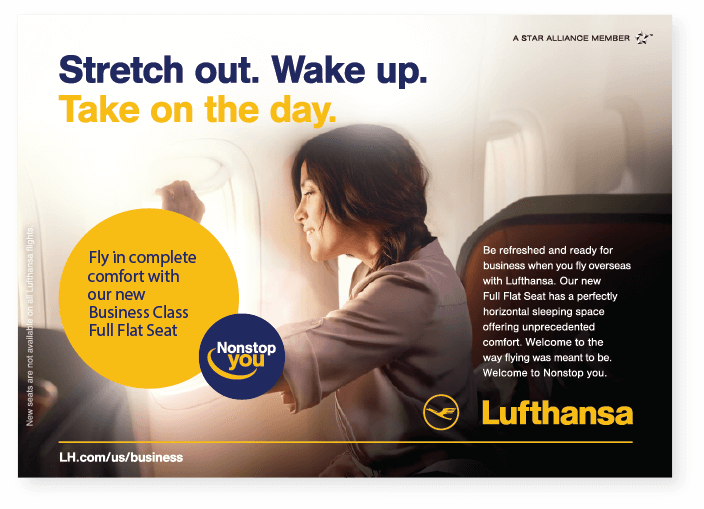 A STAR ALLIANCE MEMBER
Stretch out. Wake up.
Take on the day.
Fly in complete
comfort with
our new
Business Class
Full Flat Seat
Nonstop
you
Be refreshed and ready for
business when you fly overseas
with Lufthansa. Our new
Full Flat Seat has a perfectly
horizontal sleeping space
offering unprecedented
comfort. Welcome to the
way flying was meant to be.
Welcome to Nonstop you.
Lufthansa
LH.com/us/business
New seats are not available on all Lufthansa flights.